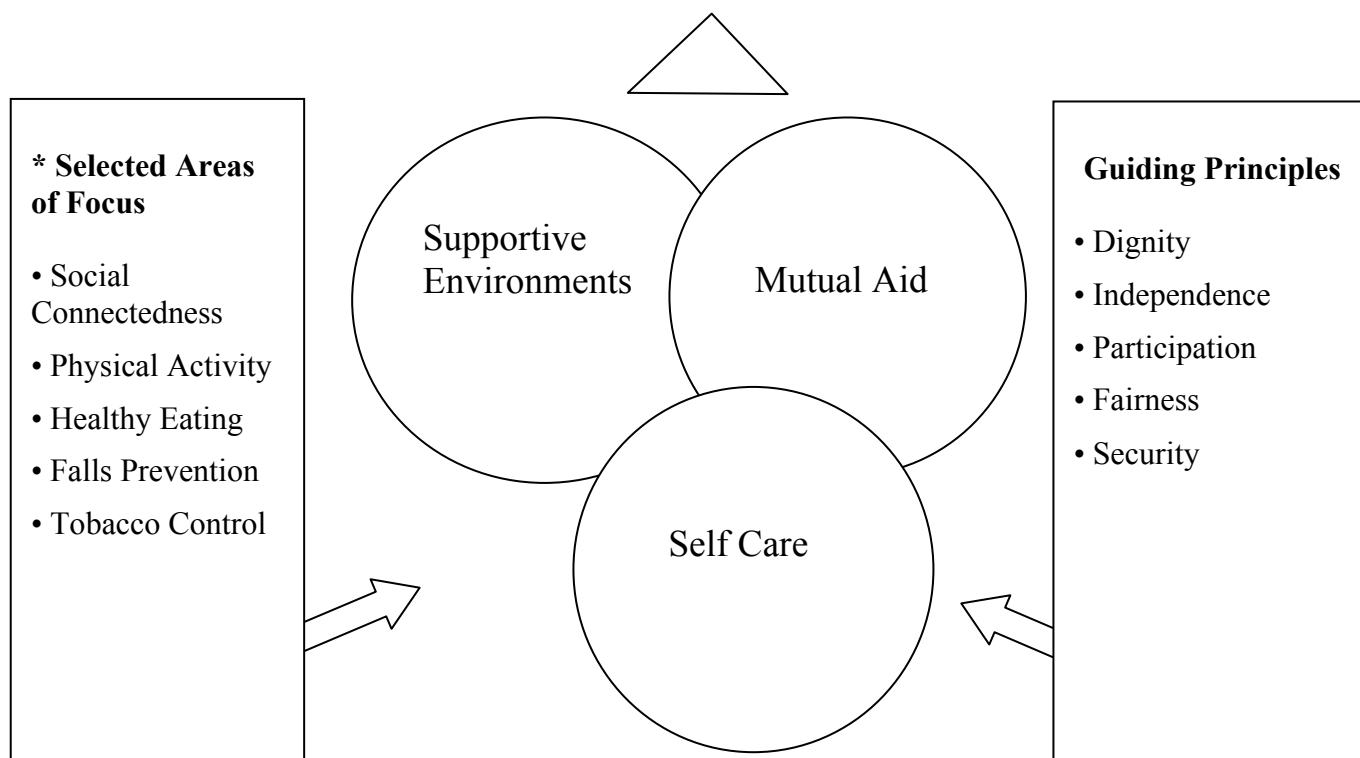 * Selected Areas
of Focus
• Social
Connectedness
• Physical Activity
• Healthy Eating
• Falls Prevention
• Tobacco Control
Supportive
Environments
Mutual Aid
Self Care
Guiding Principles
• Dignity
• Independence
• Participation
• Fairness
• Security